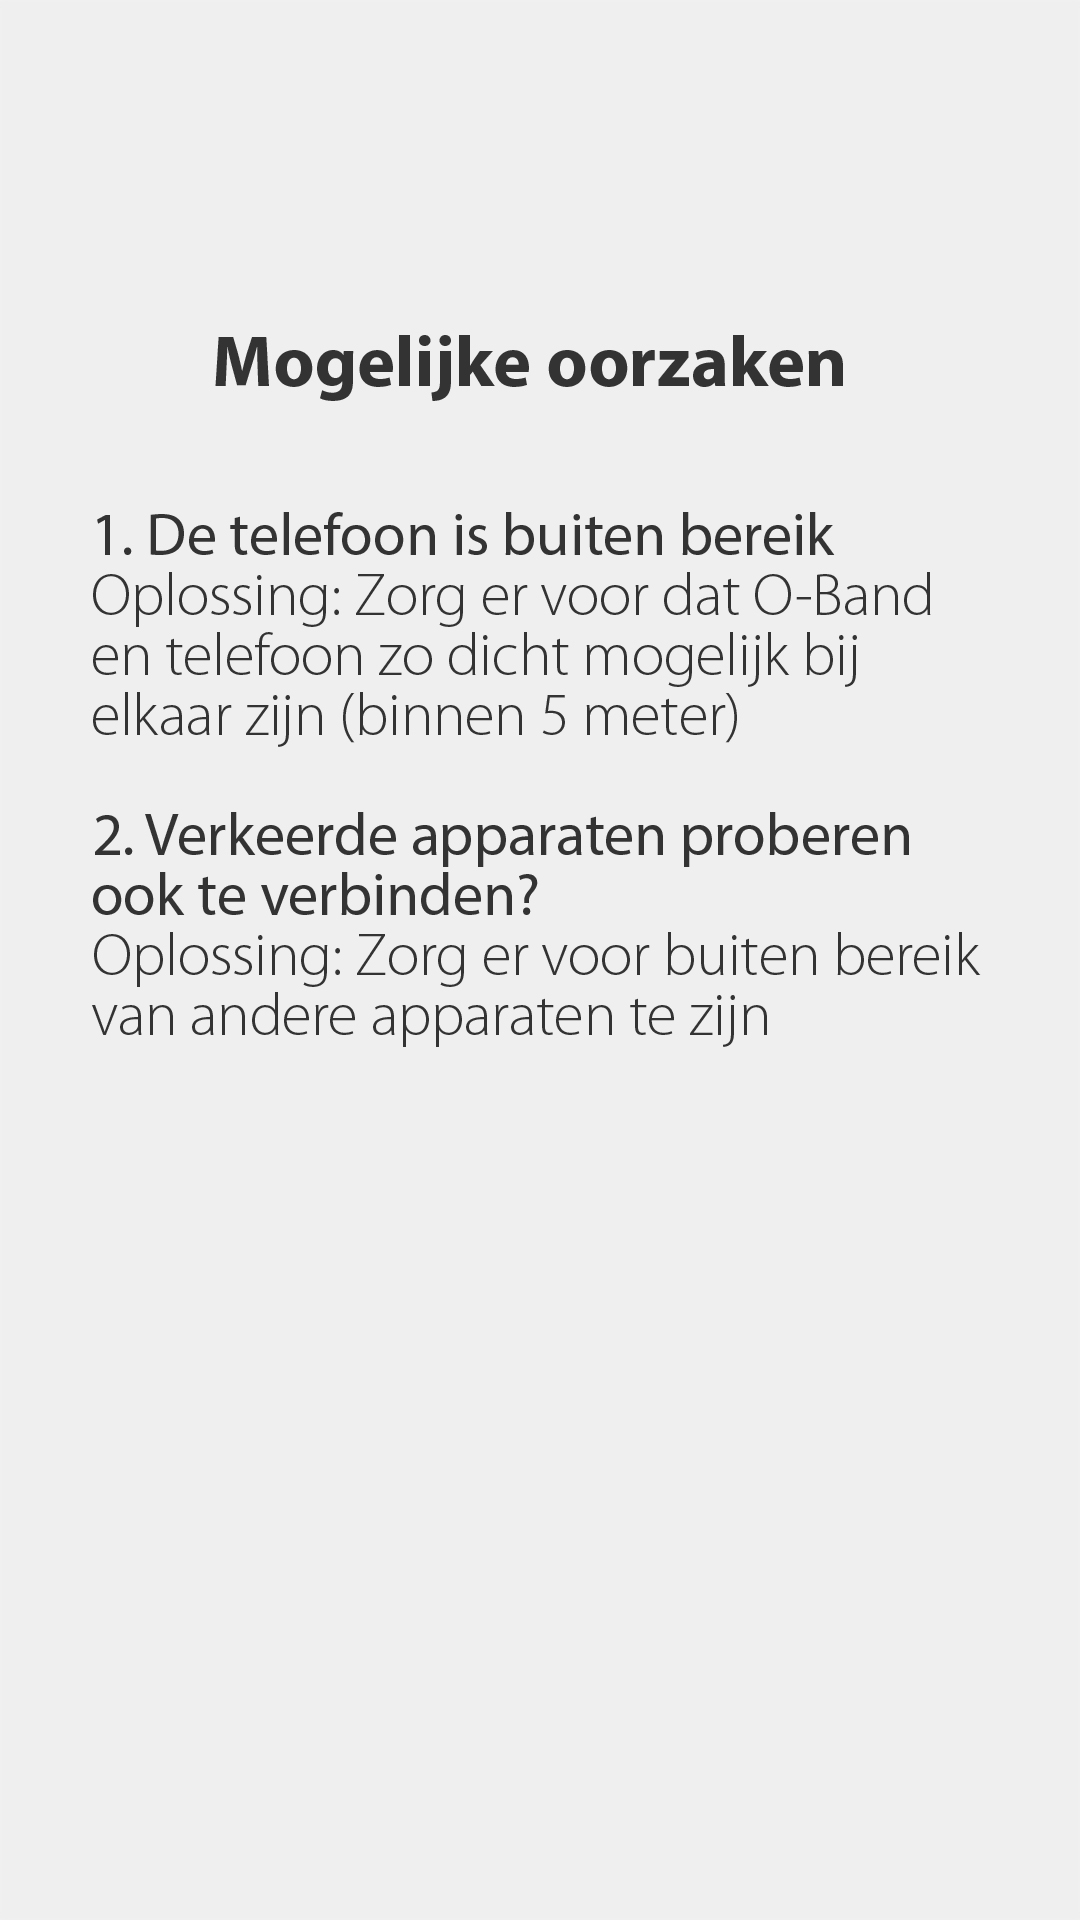 Mogelijke oorzaken
1. De telefoon is buiten bereik
Oplossing: Zorg er voor dat O-Band
en telefoon zo dicht mogelijk bij
elkaar zijn (binnen 5 meter)
2. Verkeerde apparaten proberen
ook te verbinden?
Oplossing: Zorg er voor buiten bereik
van andere apparaten te zijn